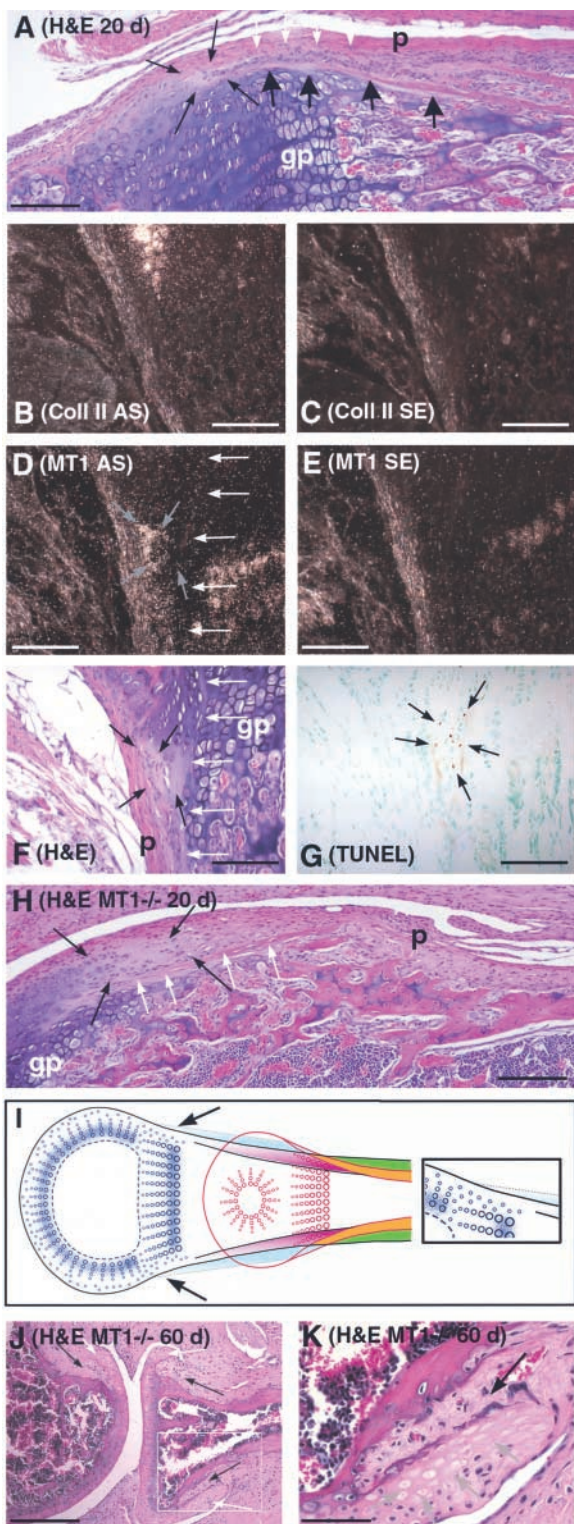 A (H&E 20 d)
p
gp
B (Coll II AS)
C (Coll II SE)
D (MT1 AS)
E (MT1 SE)
F (H&E)
p
gp
G (TUNEL)
H (H&E MT1-/- 20 d)
p
gp
I
J (H&E MT1-/- 60 d)
K (H&E MT1-/- 60 d)